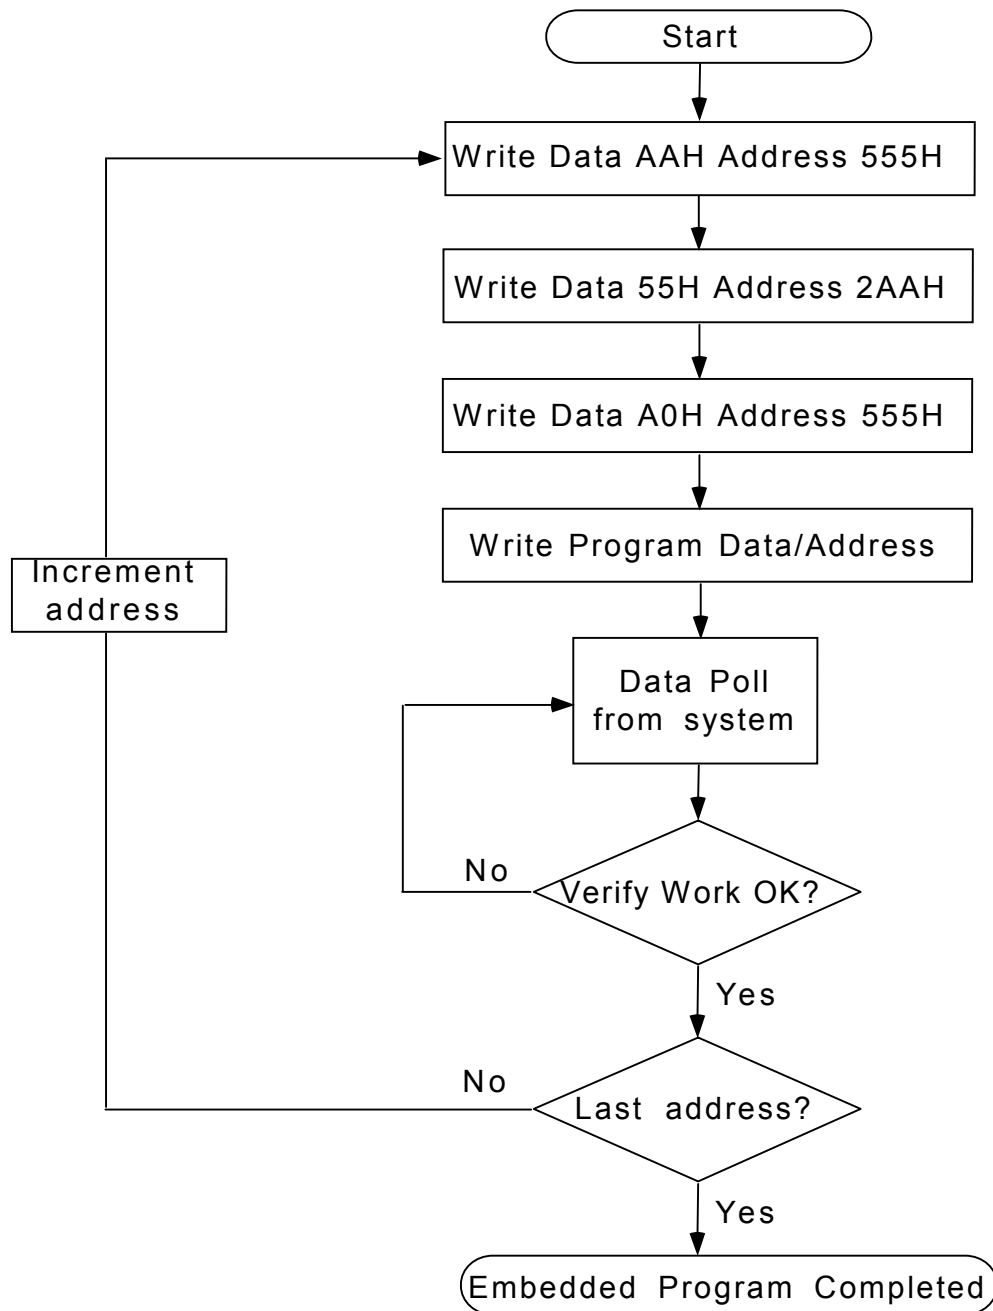 Start
Write Data AAH Address 555H
Write Data 55H Address 2AAH
Write Data A0H Address 555H
Write Program Data/Address
Increment
address
Data Poll
from system
No
Verify Work OK?
Yes
No
Last address?
Yes
Embedded Program Completed